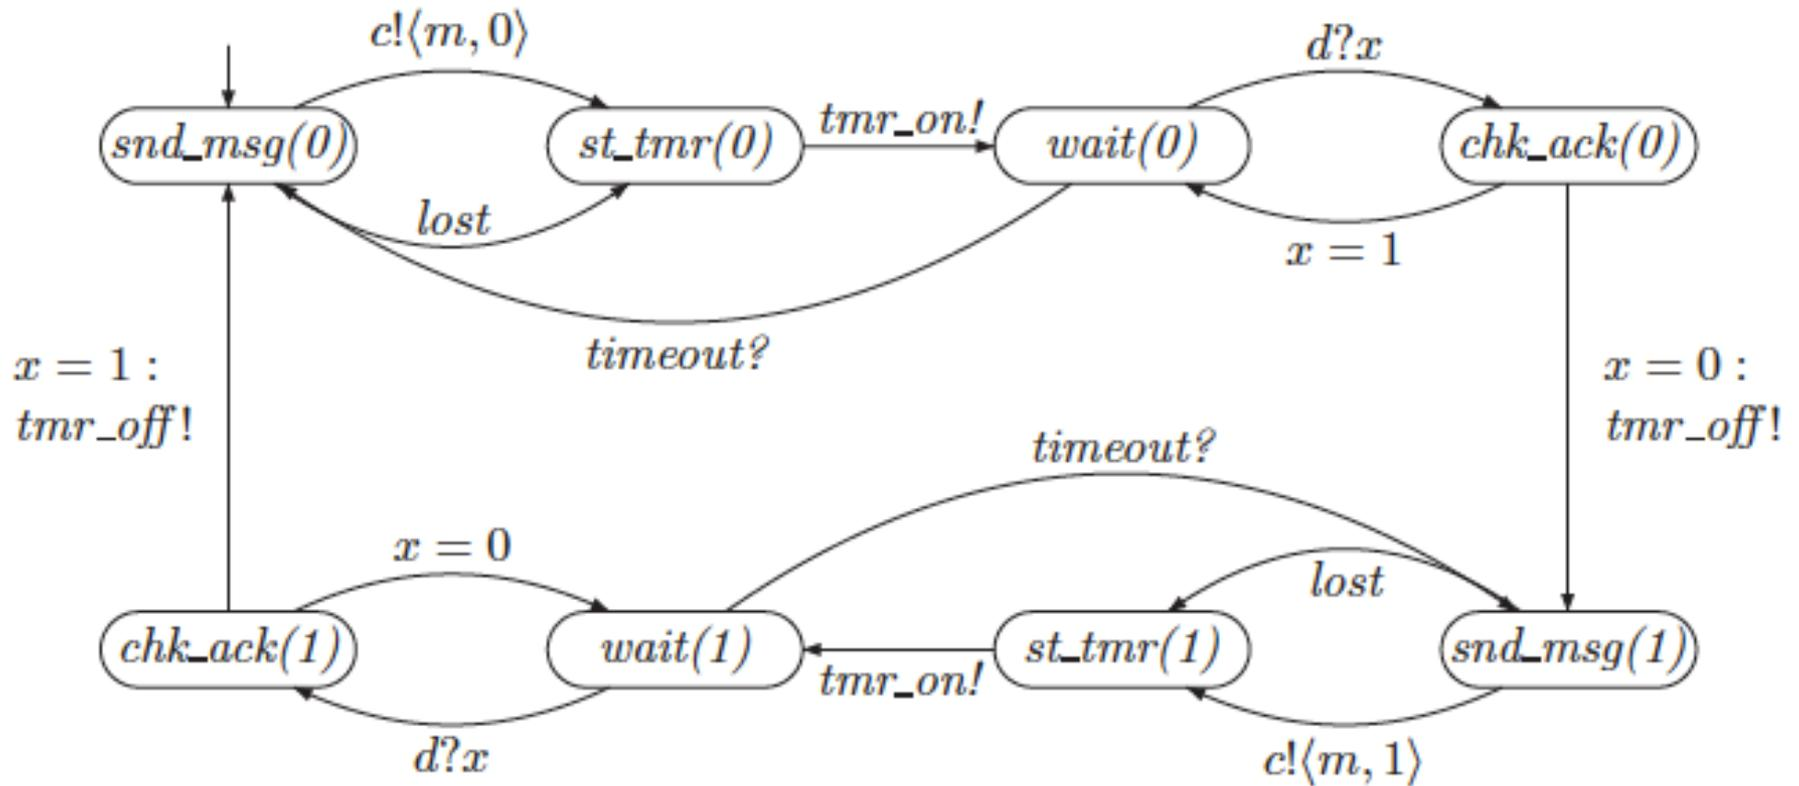 c!⟨m, 0⟩
d?x
snd_msg(0)
st_tmr(0)
tmr_on!
wait(0)
chk_ack(0)
lost
x = 1
timeout?
x = 1 :
tmr_off!
x = 0 :
tmr_off!
timeout?
x = 0
lost
chk_ack(1)
wait(1)
tmr_on!
st_tmr(1)
snd_msg(1)
d?x
c!⟨m, 1⟩